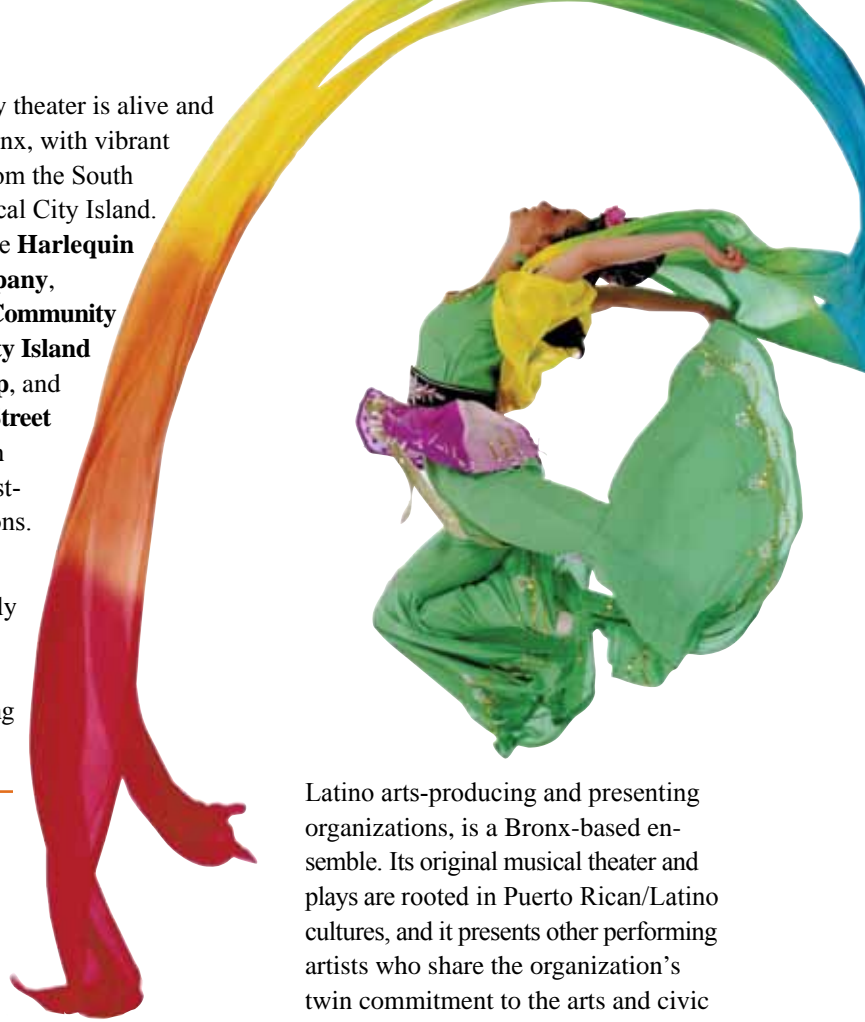 y theater is alive and
nx, with vibrant
om the South
cal City Island.
e Harlequin
pany,
Community
ty Island
p, and
treet
n
st-
ons.
ly
ng
Latino arts-producing and presenting
organizations, is a Bronx-based en-
semble. Its original musical theater and
plays are rooted in Puerto Rican/Latino
cultures, and it presents other performing
artists who share the organization's
twin commitment to the arts and civic